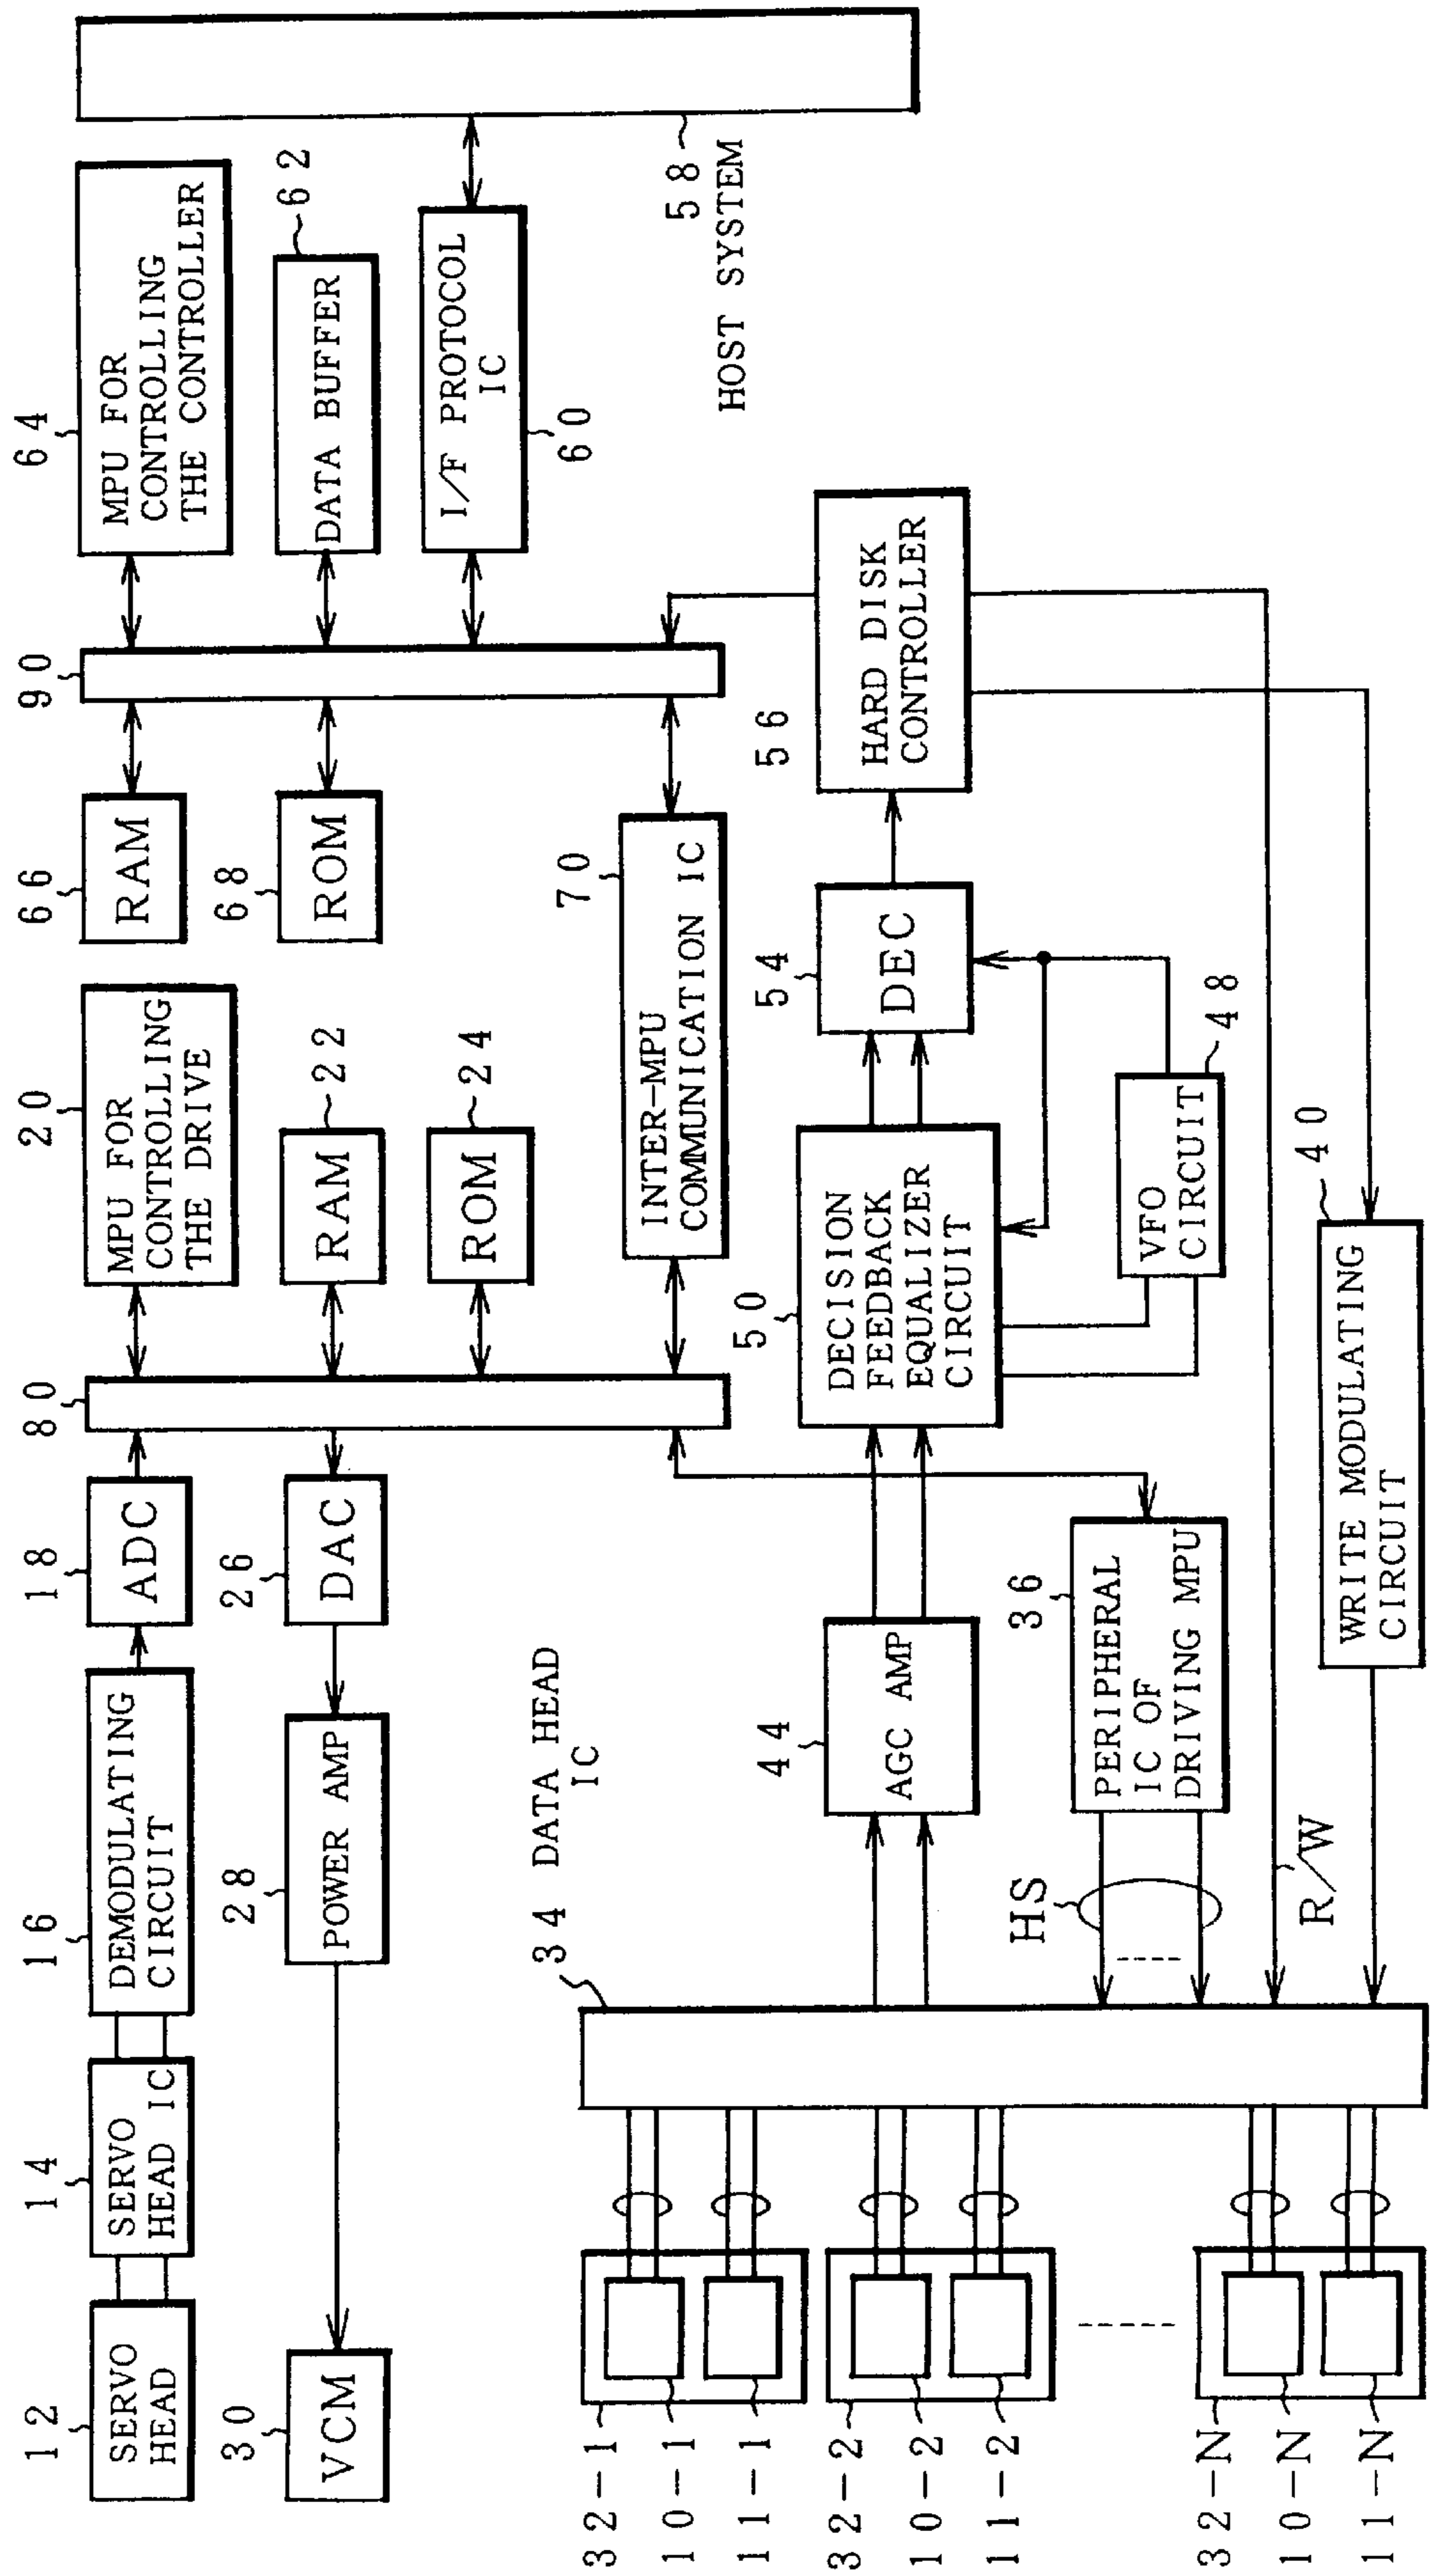 12
SERVO
HEAD
14
SERVO
HEAD IC
16
DEMODULATING
CIRCUIT
18
ADC
80
20
MPU FOR
CONTROLLING
THE DRIVE
66
RAM
90
64
MPU FOR
CONTROLLING
THE CONTROLLER
30
VCM
28
POWER AMP
26
DAC
RAM
22
68
ROM
DATA BUFFER
62
ROM
24
I/F PROTOCOL
IC
60
70
INTER-MPU
COMMUNICATION IC
58
HOST SYSTEM
34 DATA HEAD
IC
32-1
10-1
11-1
32-2
10-2
11-2
32-N
10-N
11-N
44
AGC AMP
50
DECISION
FEEDBACK
EQUALIZER
CIRCUIT
54
DEC
56
HARD DISK
CONTROLLER
VFO
CIRCUIT
48
36
PERIPHERAL
IC OF
DRIVING MPU
HS
R/W
40
WRITE MODULATING
CIRCUIT